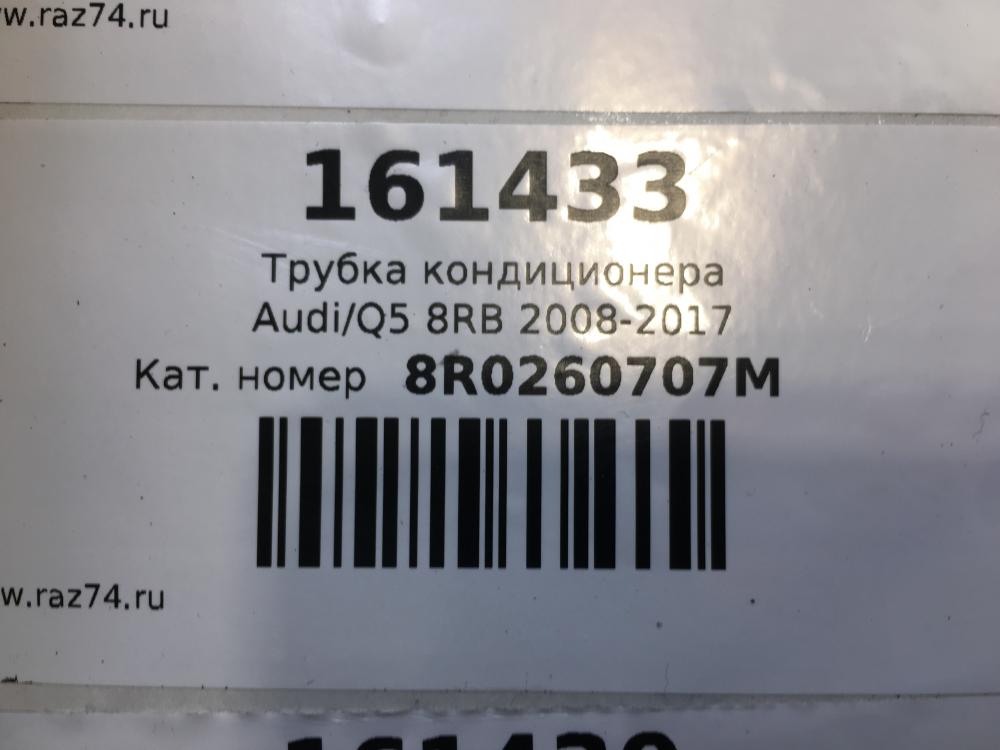 w.raz74.ru
161433
Трубка кондиционера
Audi/Q5 8RB 2008-2017
Кат. номер 8R0260707M
w.raz74.ru